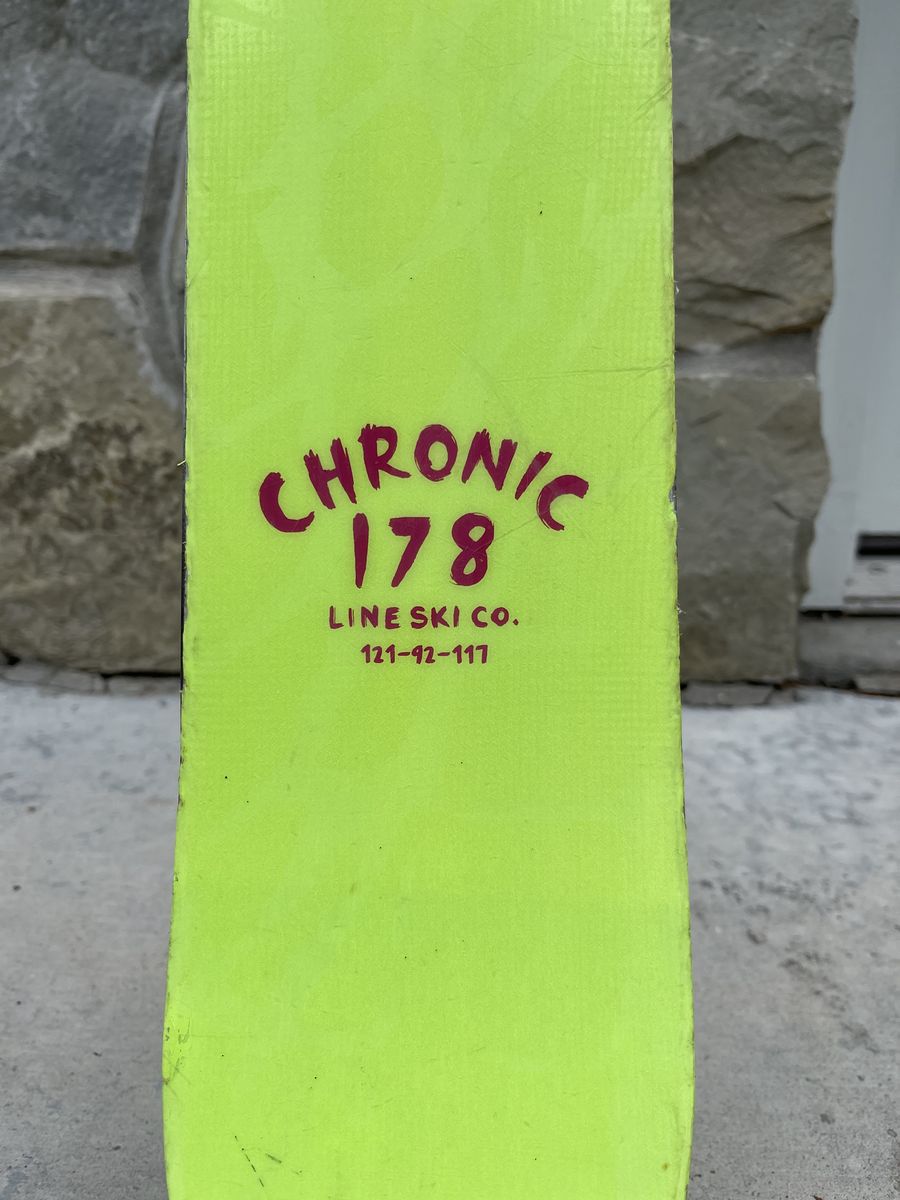 CHRONIC
178
LINE SKI CO.
121-92-117